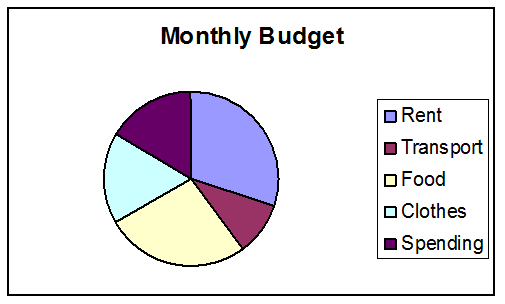 Monthly Budget
Rent
Transport
Food
Clothes
Spending